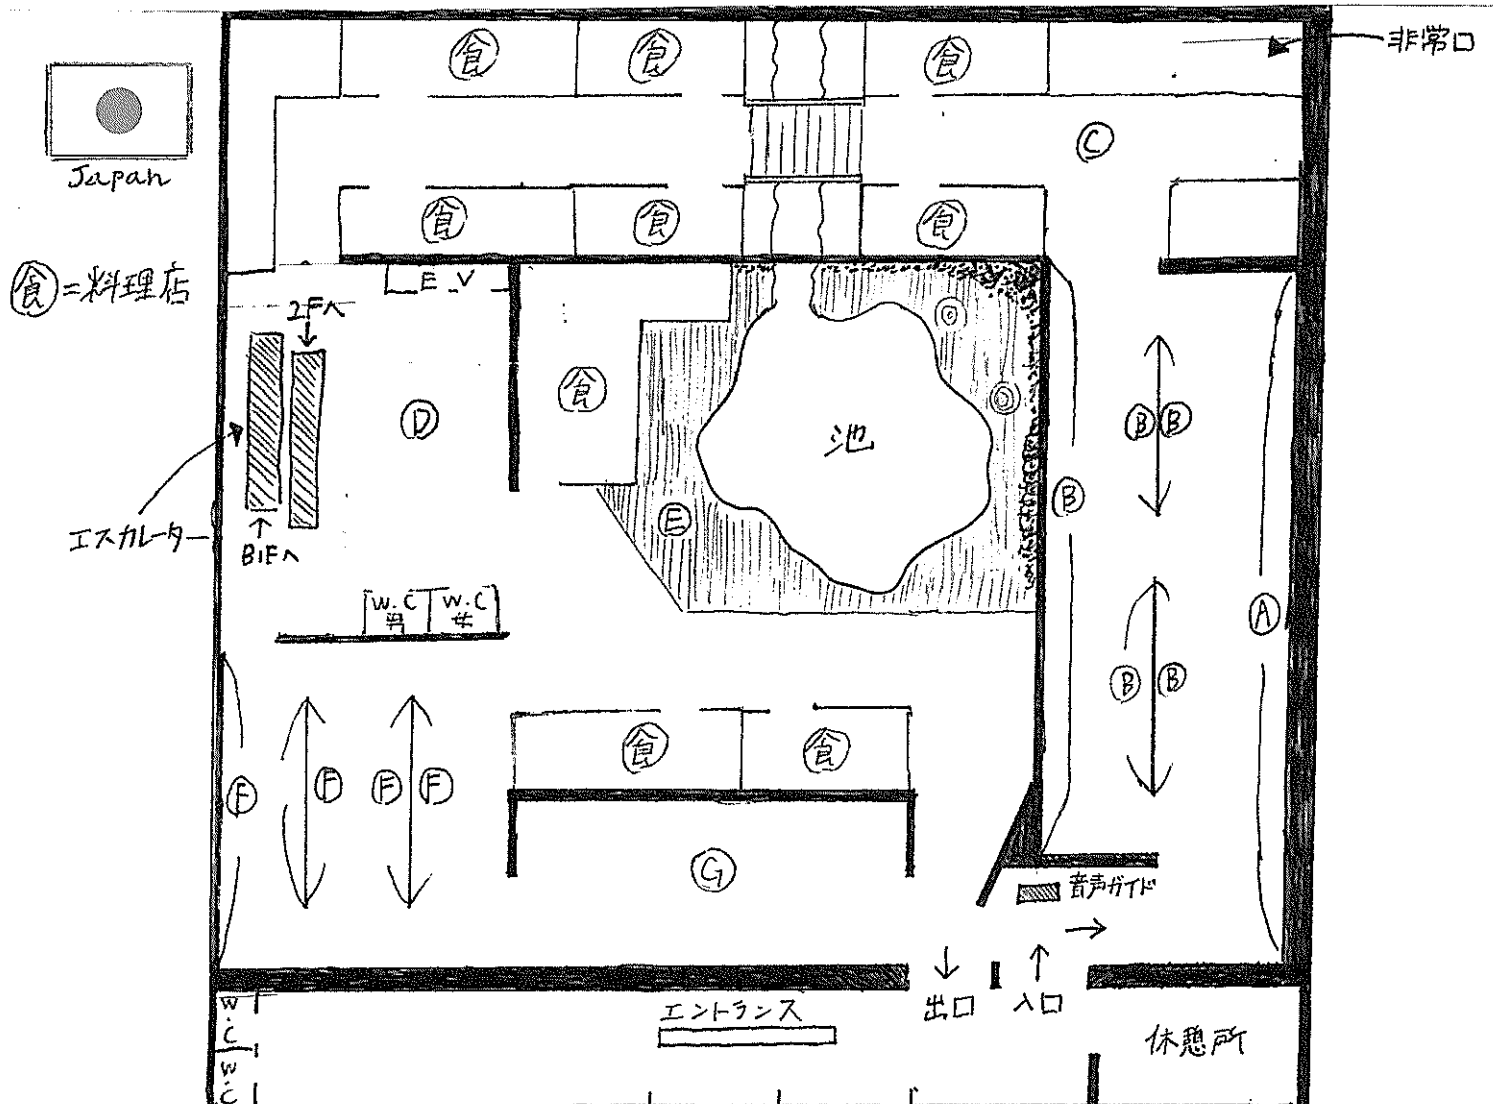 食 食 食
非常口
Japan
C
食 食 食
食=料理店
E V
2Fへ
食
D
池
B B
B
E
エスカレーター
B1Fへ
W.C 男
W.C 女
A
B B
食 食
F F F F
G
音声ガイド
出口 入口
エントランス
休憩所
W.C
W.C